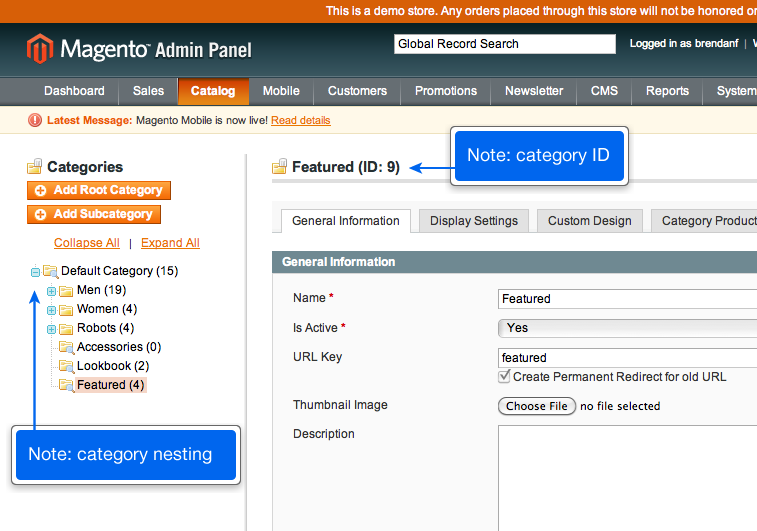 This is a demo store. Any orders placed through this store will not be honored or
Magento™ Admin Panel
Global Record Search
Logged in as brendanf |
Dashboard Sales Catalog Mobile Customers Promotions Newsletter CMS Reports System
Latest Message: Magento Mobile is now live! Read details
Categories
Add Root Category
Add Subcategory
Collapse All | Expand All
Default Category (15)
Men (19)
Women (4)
Robots (4)
Accessories (0)
Lookbook (2)
Featured (4)
Note: category nesting
Featured (ID: 9)
Note: category ID
General Information Display Settings Custom Design Category Product
General Information
Name *
Featured
Is Active *
Yes
URL Key
featured
Create Permanent Redirect for old URL
Thumbnail Image
Choose File no file selected
Description